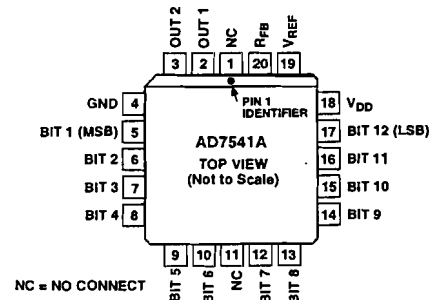 OUT 2
OUT 1
NC
RFB
VREF
3 2 1 20 19
GND 4
BIT 1 (MSB) 5
BIT 2 6
BIT 3 7
BIT 4 8
PIN 1
IDENTIFIER
AD7541A
TOP VIEW
(Not to Scale)
18 VDD
17 BIT 12 (LSB)
16 BIT 11
15 BIT 10
14 BIT 9
9 10 11 12 13
BIT 5
BIT 6
NC
BIT 7
BIT 8
NC = NO CONNECT